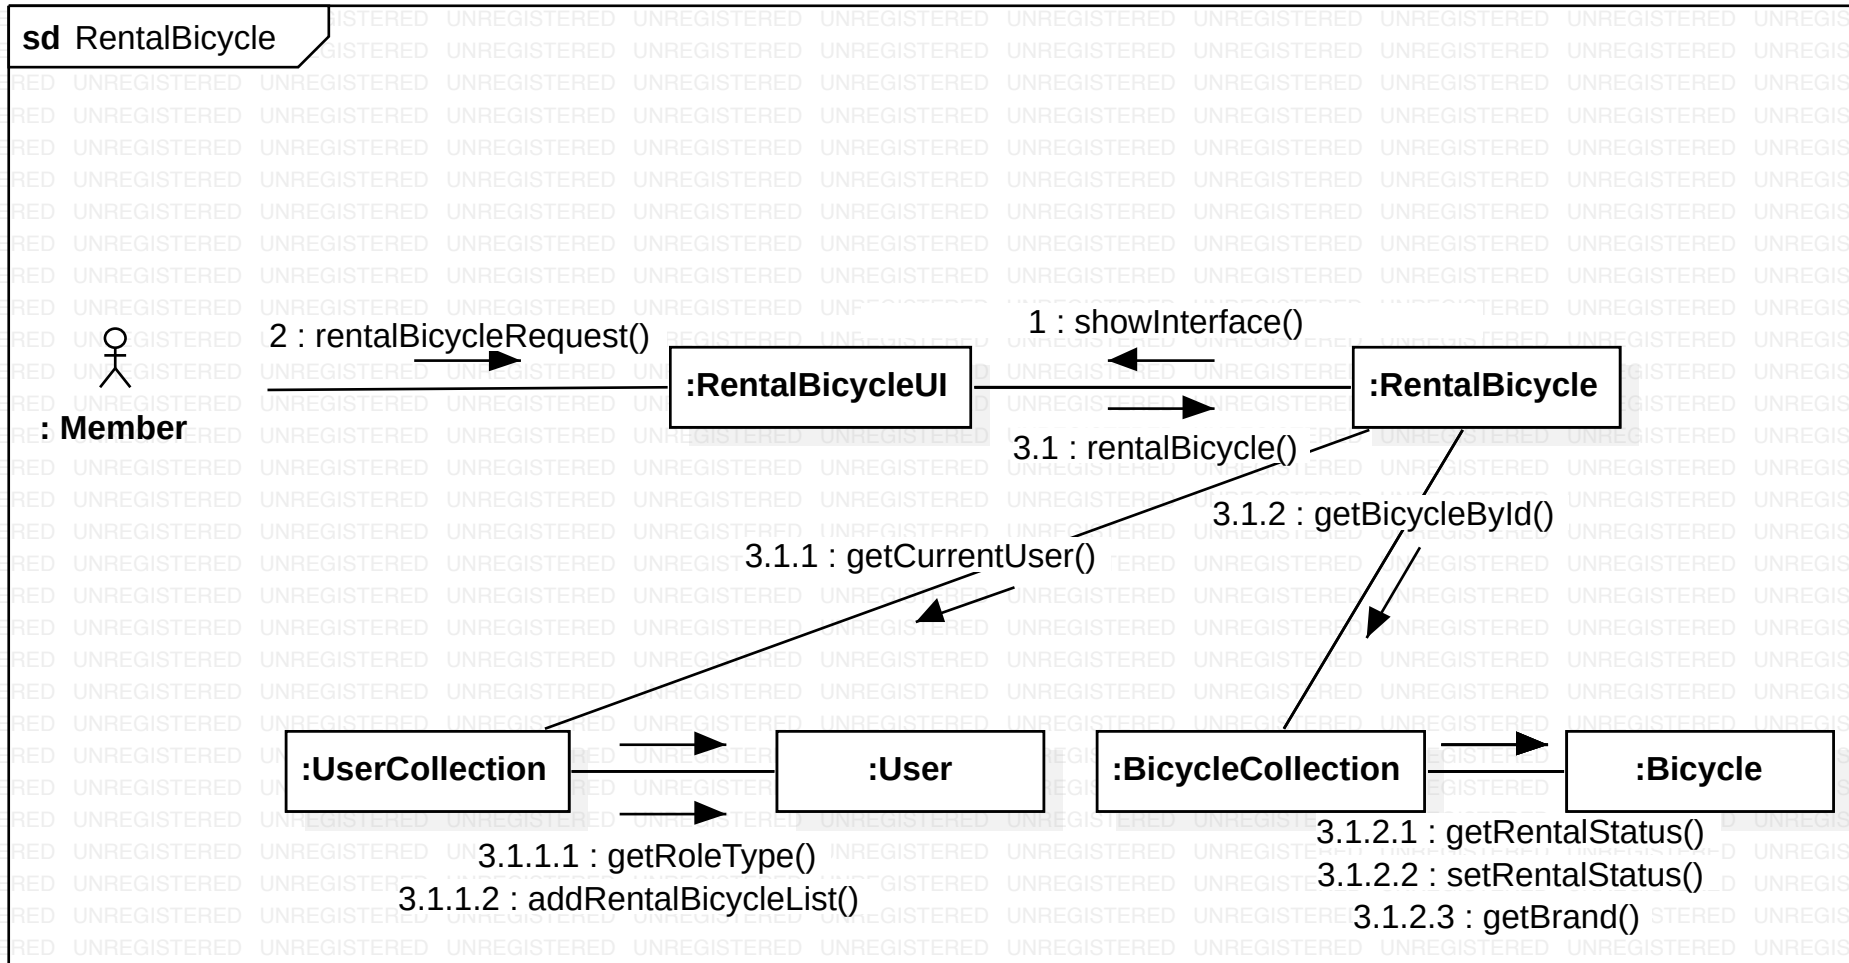 sd RentalBicycle
2 : rentalBicycleRequest()
1 : showInterface()
:RentalBicycleUI
:RentalBicycle
: Member
3.1 : rentalBicycle()
3.1.2 : getBicycleById()
3.1.1 : getCurrentUser()
:UserCollection
:User
:BicycleCollection
:Bicycle
3.1.2.1 : getRentalStatus()
3.1.1.1 : getRoleType()
3.1.2.2 : setRentalStatus()
3.1.1.2 : addRentalBicycleList()
3.1.2.3 : getBrand()
UNREGISTERED